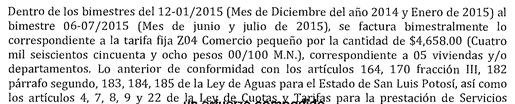 Dentro de los bimestres del 12-01/2015 (Mes de Diciembre del año 2014 y Enero de 2015) al
bimestre 06-07/2015 (Mes de junio y julio de 2015), se factura bimestralmente lo
correspondiente a la tarifa fija Z04 Comercio pequeño por la cantidad de $4,658.00 (Cuatro
mil seiscientos cincuenta y ocho pesos 00/100 M.N.), correspondiente a 05 viviendas y/o
departamentos. Lo anterior de conformidad con los artículos 164, 170 fracción III, 182
párrafo segundo, 183, 184, 185 de la Ley de Aguas para el Estado de San Luis Potosí, así como
los artículos 4, 7, 8, 9 y 22 de la Ley de Cuotas y Tarifas para la prestación de Servicios